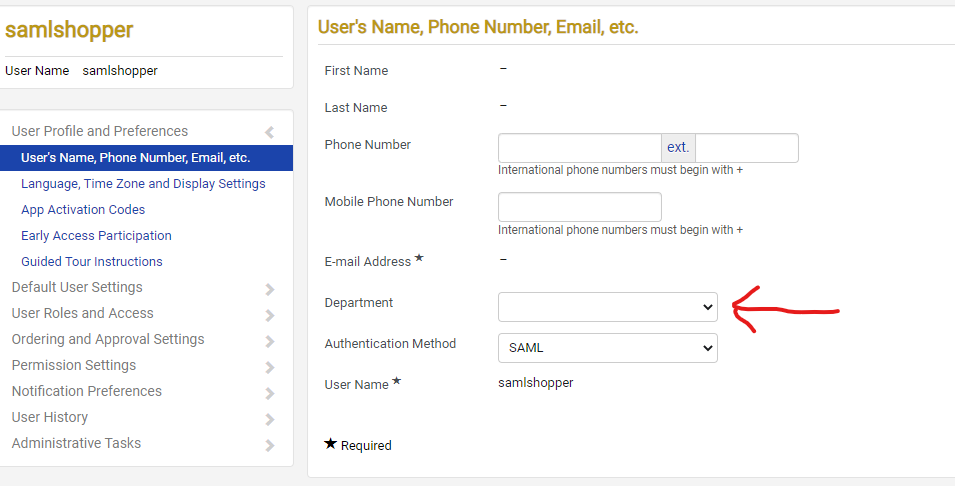 samlshopper
User Name samlshopper
User Profile and Preferences
User's Name, Phone Number, Email, etc.
Language, Time Zone and Display Settings
App Activation Codes
Early Access Participation
Guided Tour Instructions
Default User Settings
User Roles and Access
Ordering and Approval Settings
Permission Settings
Notification Preferences
User History
Administrative Tasks
User's Name, Phone Number, Email, etc.
First Name –
Last Name –
Phone Number ext.
International phone numbers must begin with +
Mobile Phone Number
International phone numbers must begin with +
E-mail Address ★ –
Department
Authentication Method SAML
User Name ★ samlshopper
★ Required